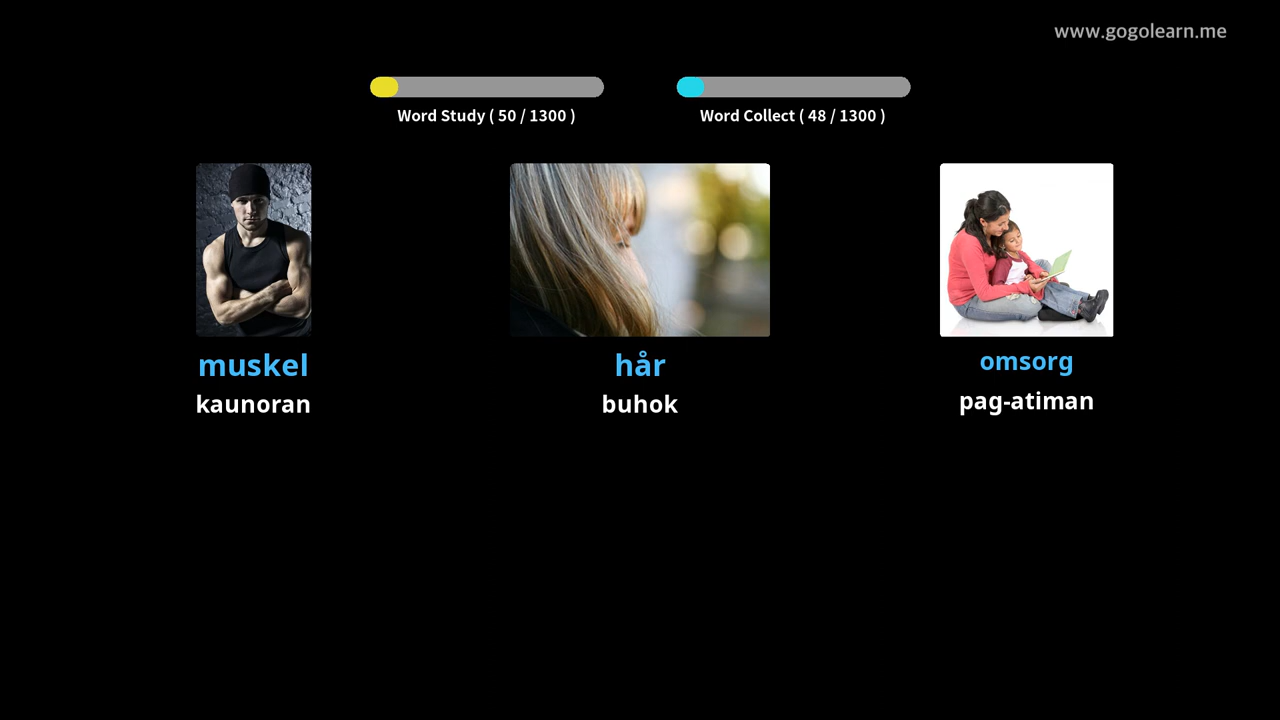 www.gogolearn.me
Word Study ( 50 / 1300 )
Word Collect ( 48 / 1300 )
muskel
kaunoran
hår
buhok
omsorg
pag-atiman